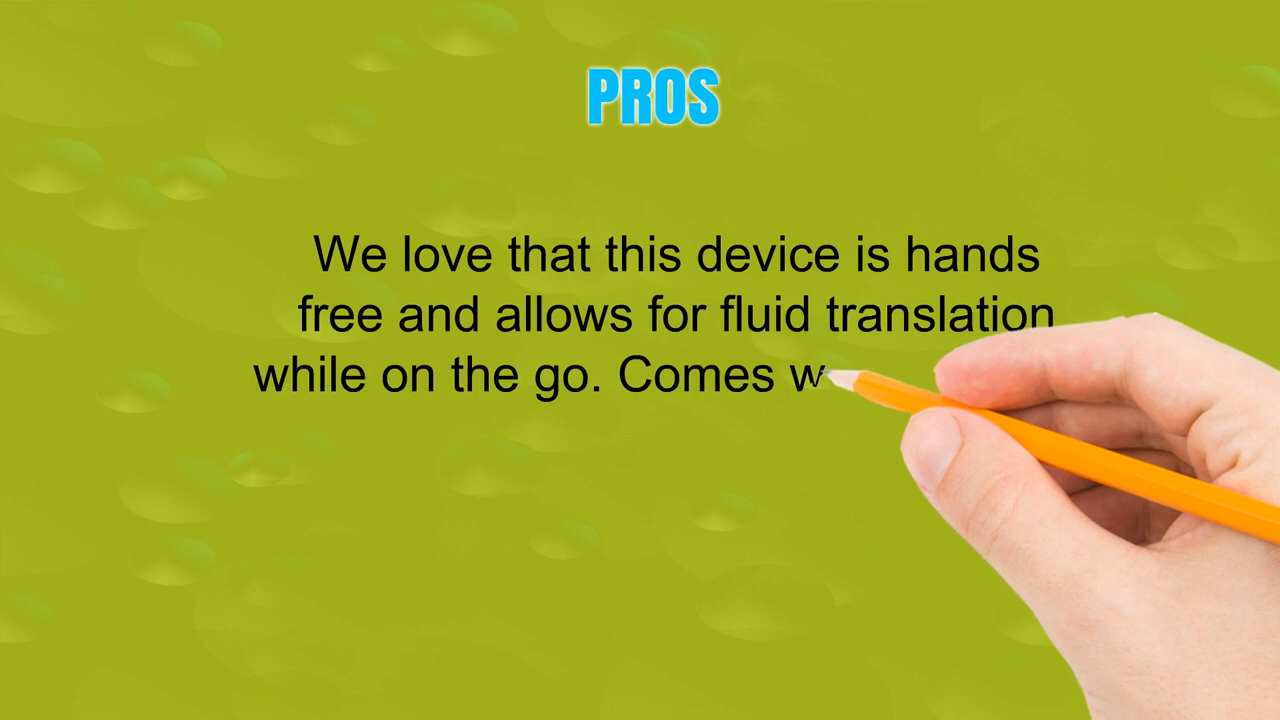 PROS
We love that this device is hands
free and allows for fluid translation
while on the go. Comes w